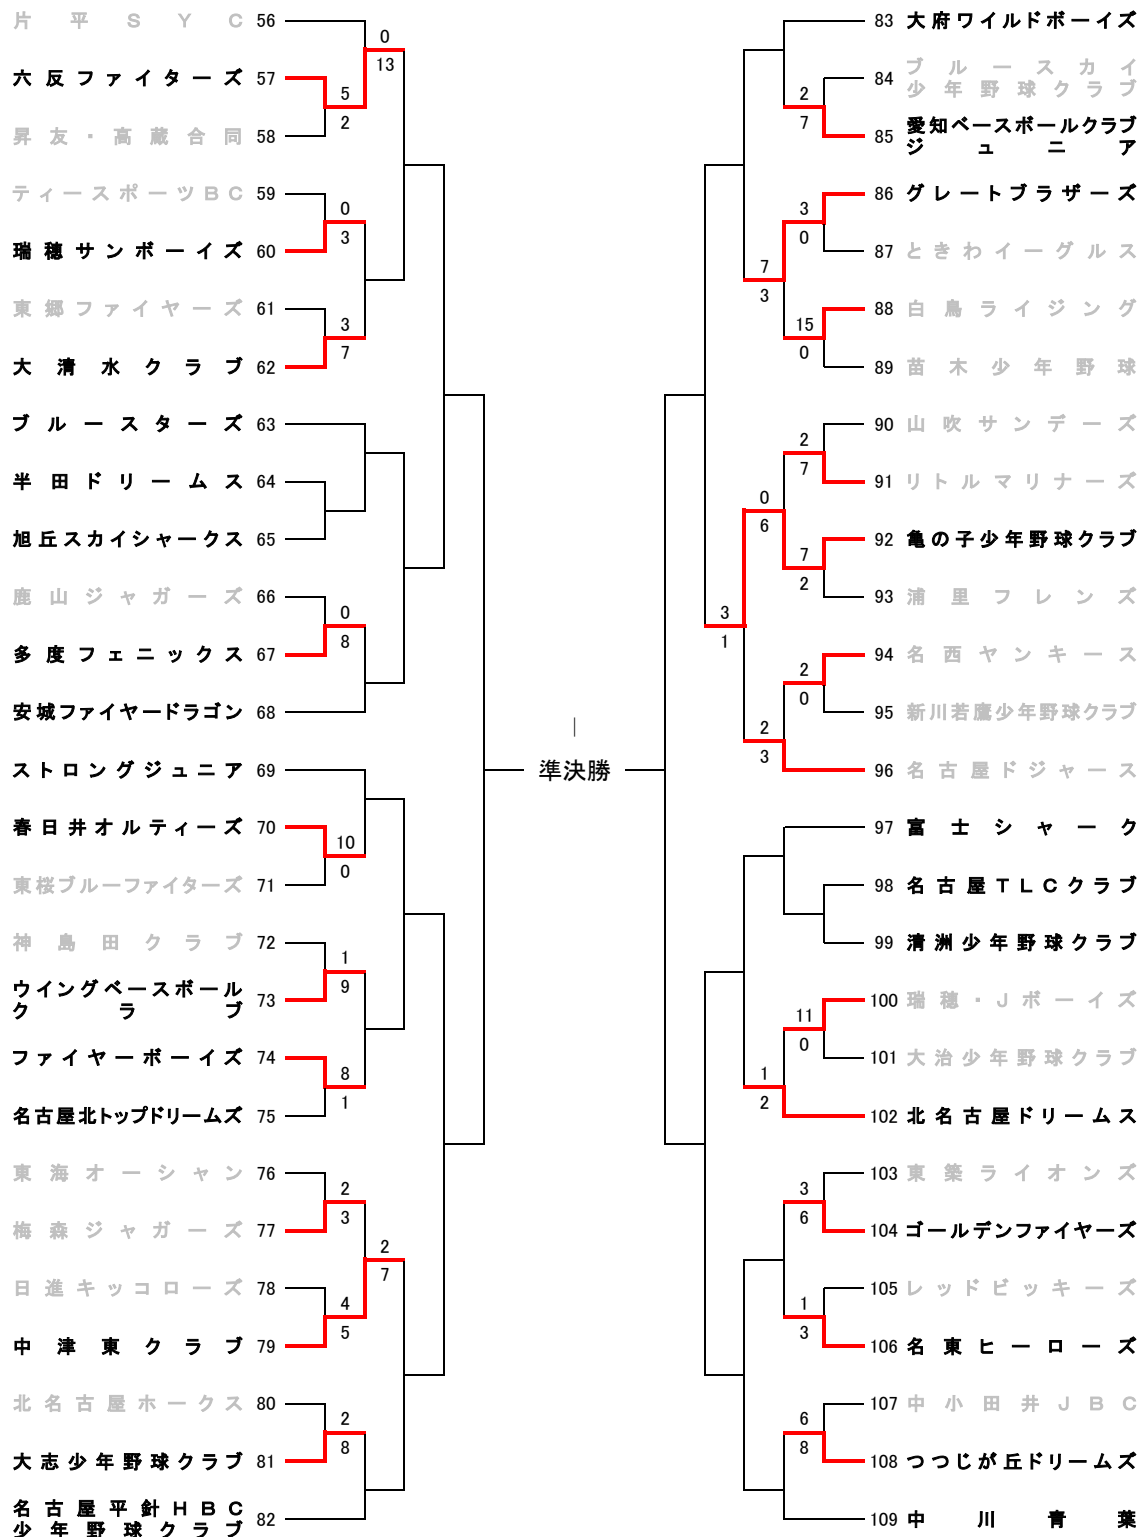 片平SYC 56
0
13
六反ファイターズ 57
5
2
昇友・高蔵合同 58
ティースポーツBC 59
0
3
瑞穂サンボーイズ 60
東郷ファイヤーズ 61
3
7
大清水クラブ 62
ブルースターズ 63
半田ドリームス 64
旭丘スカイシャークス 65
鹿山ジャガーズ 66
0
8
多度フェニックス 67
安城ファイヤードラゴン 68
ストロングジュニア 69
春日井オルティーズ 70
10
0
東桜ブルーファイターズ 71
神島田クラブ 72
1
9
ウイングベースボール
クラブ 73
ファイヤーボーイズ 74
8
1
名古屋北トップドリームズ 75
東海オーシャン 76
2
3
梅森ジャガーズ 77
2
7
日進キッコローズ 78
4
5
中津東クラブ 79
北名古屋ホークス 80
2
8
大志少年野球クラブ 81
名古屋平針HBC
少年野球クラブ 82
|
準決勝
83 大府ワイルドボーイズ
84 ブルースカイ
少年野球クラブ
2
7
85 愛知ベースボールクラブ
ジュニア
86 グレートブラザーズ
3
0
87 ときわイーグルス
7
3
88 白鳥ライジング
15
0
89 苗木少年野球
90 山吹サンデーズ
2
7
91 リトルマリナーズ
0
6
92 亀の子少年野球クラブ
7
2
93 浦里フレンズ
3
1
94 名西ヤンキース
2
0
95 新川若鷹少年野球クラブ
2
3
96 名古屋ドジャース
97 富士シャーク
98 名古屋TLCクラブ
99 清洲少年野球クラブ
100 瑞穂・Jボーイズ
11
0
101 大治少年野球クラブ
1
2
102 北名古屋ドリームス
103 東築ライオンズ
3
6
104 ゴールデンファイヤーズ
105 レッドビッキーズ
1
3
106 名東ヒーローズ
107 中小田井JBC
6
8
108 つつじが丘ドリームズ
109 中川青葉